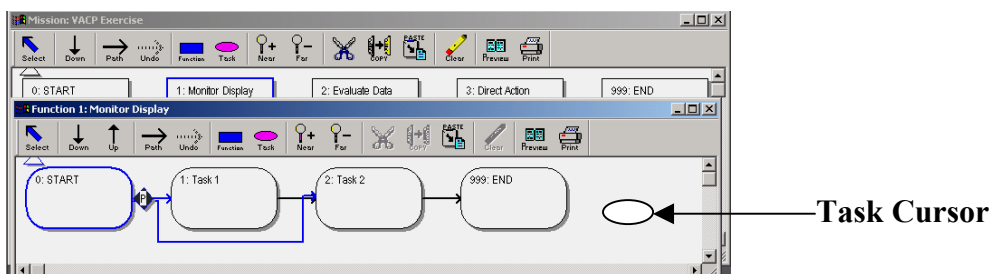 Mission: VACP Exercise
Select Down Path Undo Function Task Near Far COPY PASTE Clear Preview Print
0: START 1: Monitor Display 2: Evaluate Data 3: Direct Action 999: END
Function 1: Monitor Display
Select Down Up Path Undo Function Task Near Far COPY PASTE Clear Preview Print
0: START P 1: Task 1 2: Task 2 999: END
Task Cursor